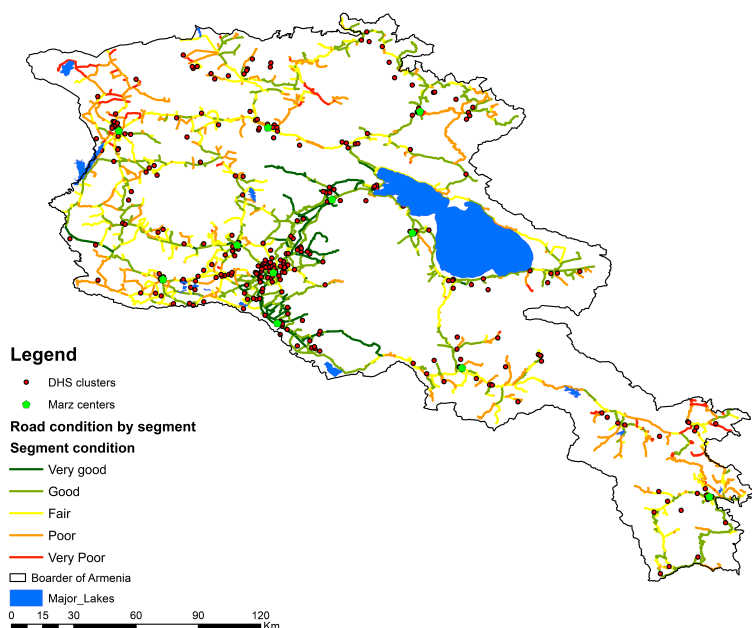 Legend
DHS clusters
Marz centers
Road condition by segment
Segment condition
Very good
Good
Fair
Poor
Very Poor
Boarder of Armenia
Major_Lakes
0 15 30 60 90 120
Km